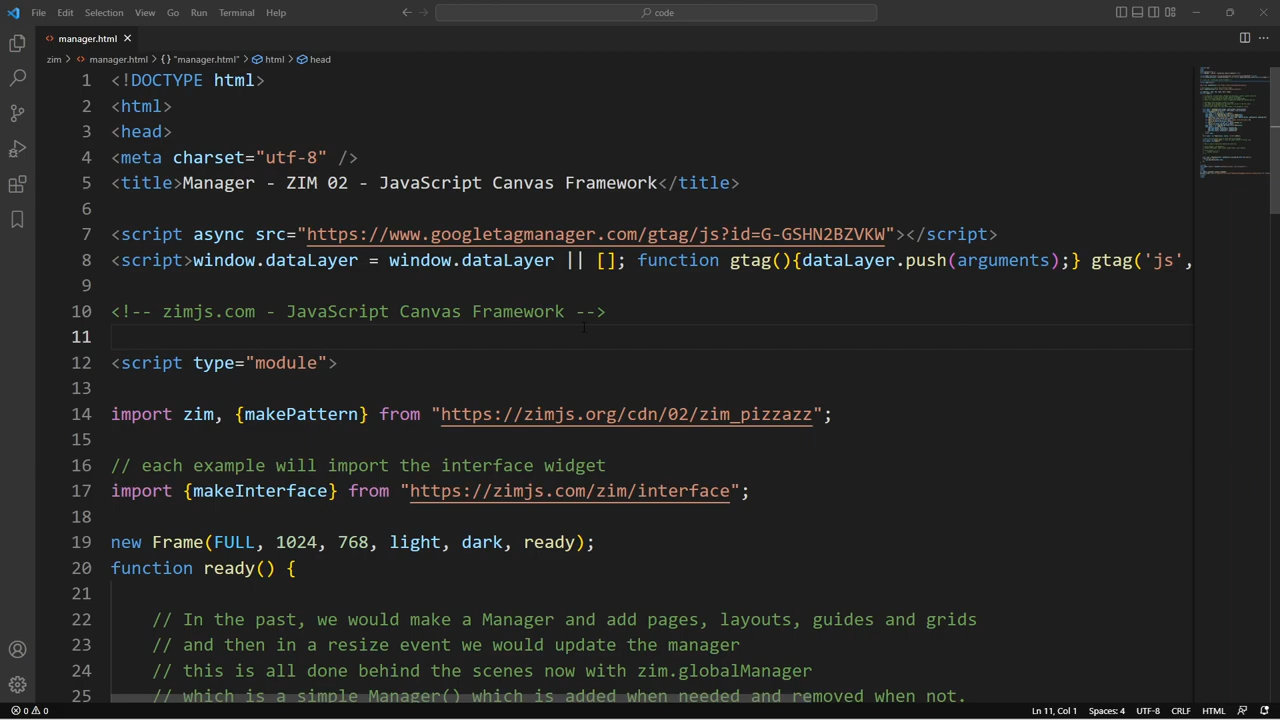 File Edit Selection View Go Run Terminal Help
code
manager.html
zim > manager.html > {} "manager.html" > html > head
1 <!DOCTYPE html>
2 <html>
3 <head>
4 <meta charset="utf-8" />
5 <title>Manager - ZIM 02 - JavaScript Canvas Framework</title>
6
7 <script async src="https://www.googletagmanager.com/gtag/js?id=G-GSHN2BZVKW"></script>
8 <script>window.dataLayer = window.dataLayer || []; function gtag(){dataLayer.push(arguments);} gtag('js',
9
10 <!-- zimjs.com - JavaScript Canvas Framework -->
11
12 <script type="module">
13
14 import zim, {makePattern} from "https://zimjs.org/cdn/02/zim_pizzazz";
15
16 // each example will import the interface widget
17 import {makeInterface} from "https://zimjs.com/zim/interface";
18
19 new Frame(FULL, 1024, 768, light, dark, ready);
20 function ready() {
21
22 // In the past, we would make a Manager and add pages, layouts, guides and grids
23 // and then in a resize event we would update the manager
24 // this is all done behind the scenes now with zim.globalManager
25 // which is a simple Manager() which is added when needed and removed when not.
0 0 Ln 11, Col 1 Spaces: 4 UTF-8 CRLF HTML